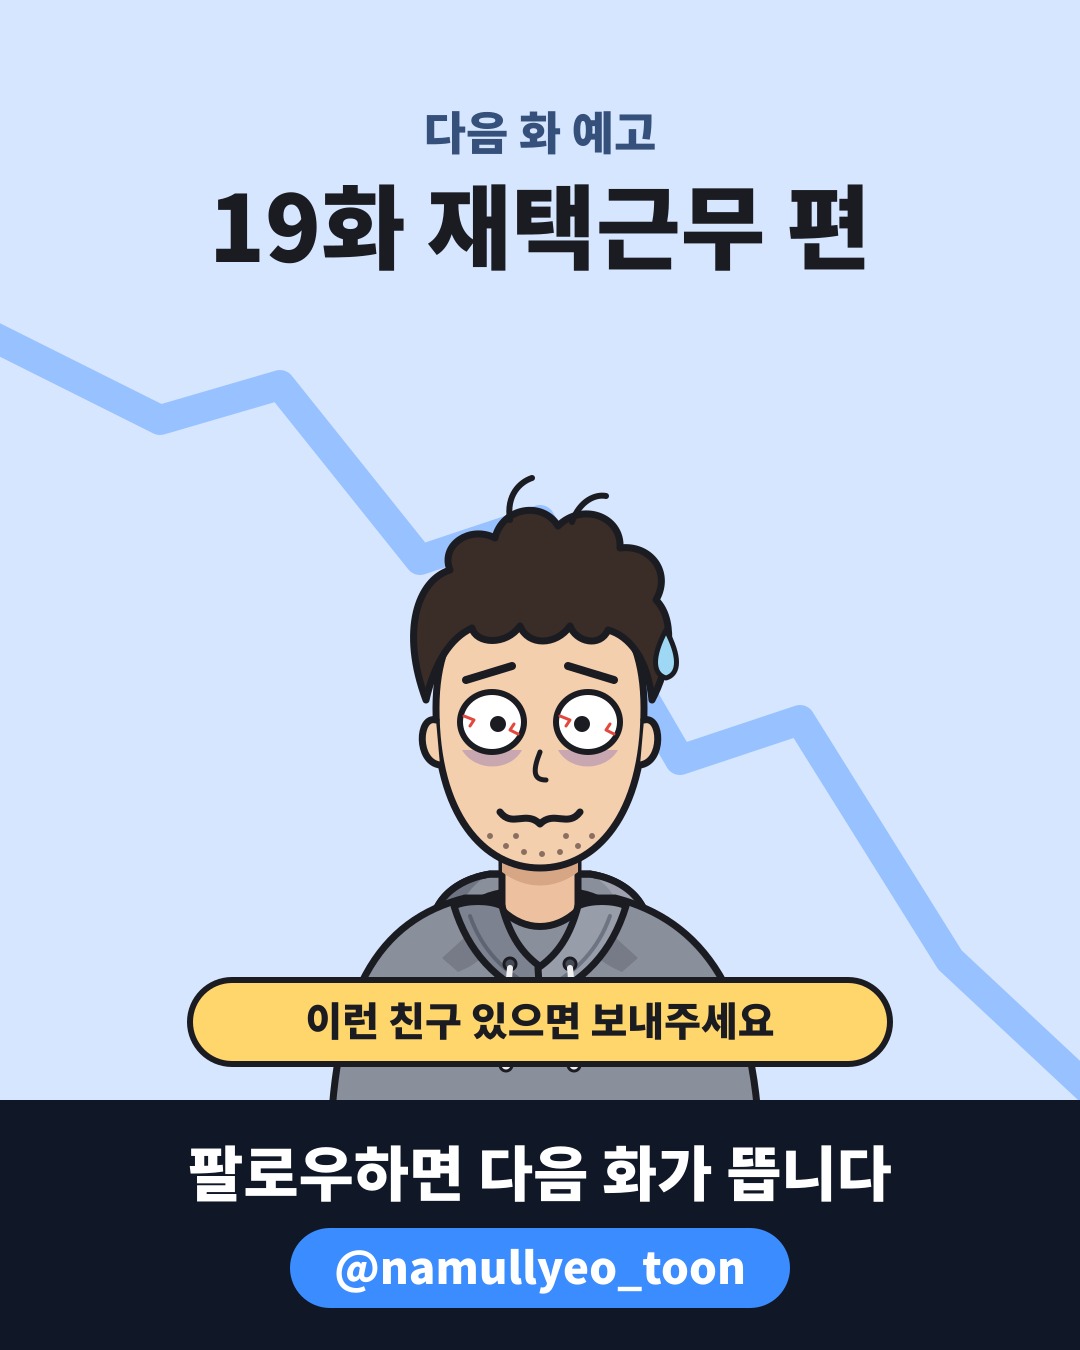 다음 화 예고
19화 재택근무 편
이런 친구 있으면 보내주세요
팔로우하면 다음 화가 뜹니다
@namullyeo_toon